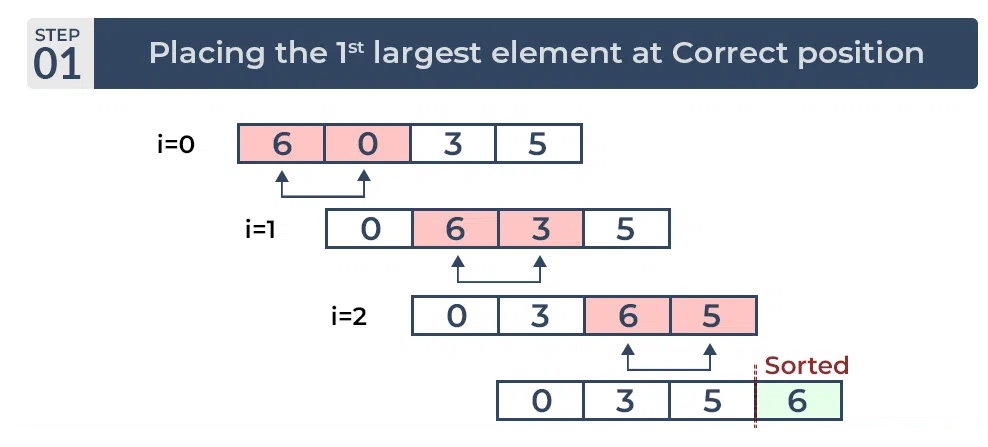 STEP
01
Placing the 1st largest element at Correct position
i=0 6 0 3 5
i=1 0 6 3 5
i=2 0 3 6 5
Sorted
0 3 5 6